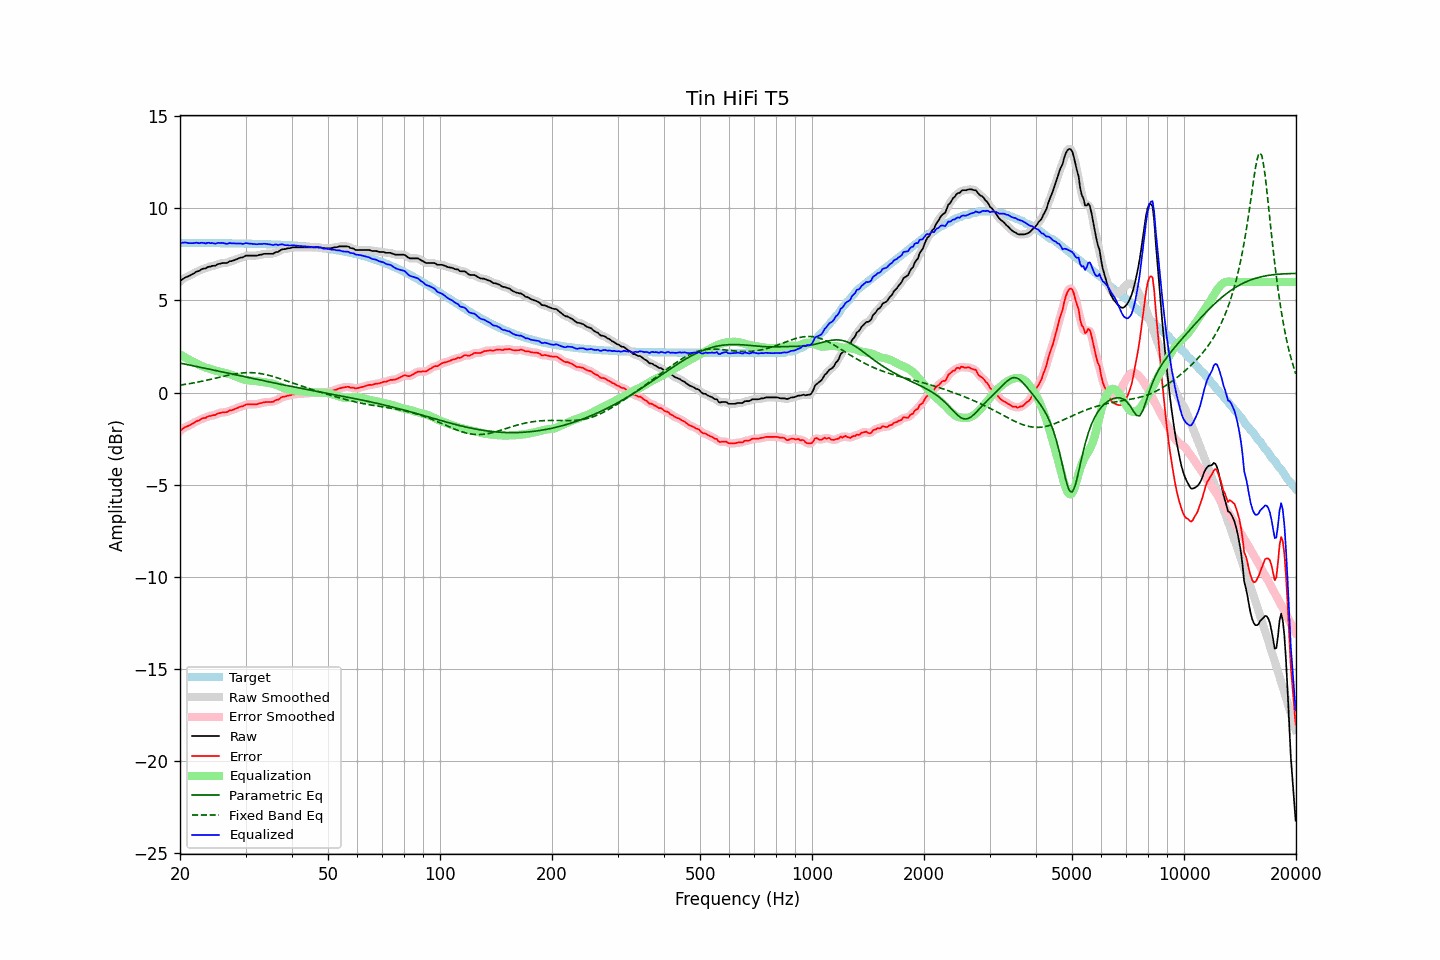 Tin HiFi T5
15
10
5
0
−5
−10
−15
−20
−25
Amplitude (dBr)
Target
Raw Smoothed
Error Smoothed
Raw
Error
Equalization
Parametric Eq
Fixed Band Eq
Equalized
20 50 100 200 500 1000 2000 5000 10000 20000
Frequency (Hz)